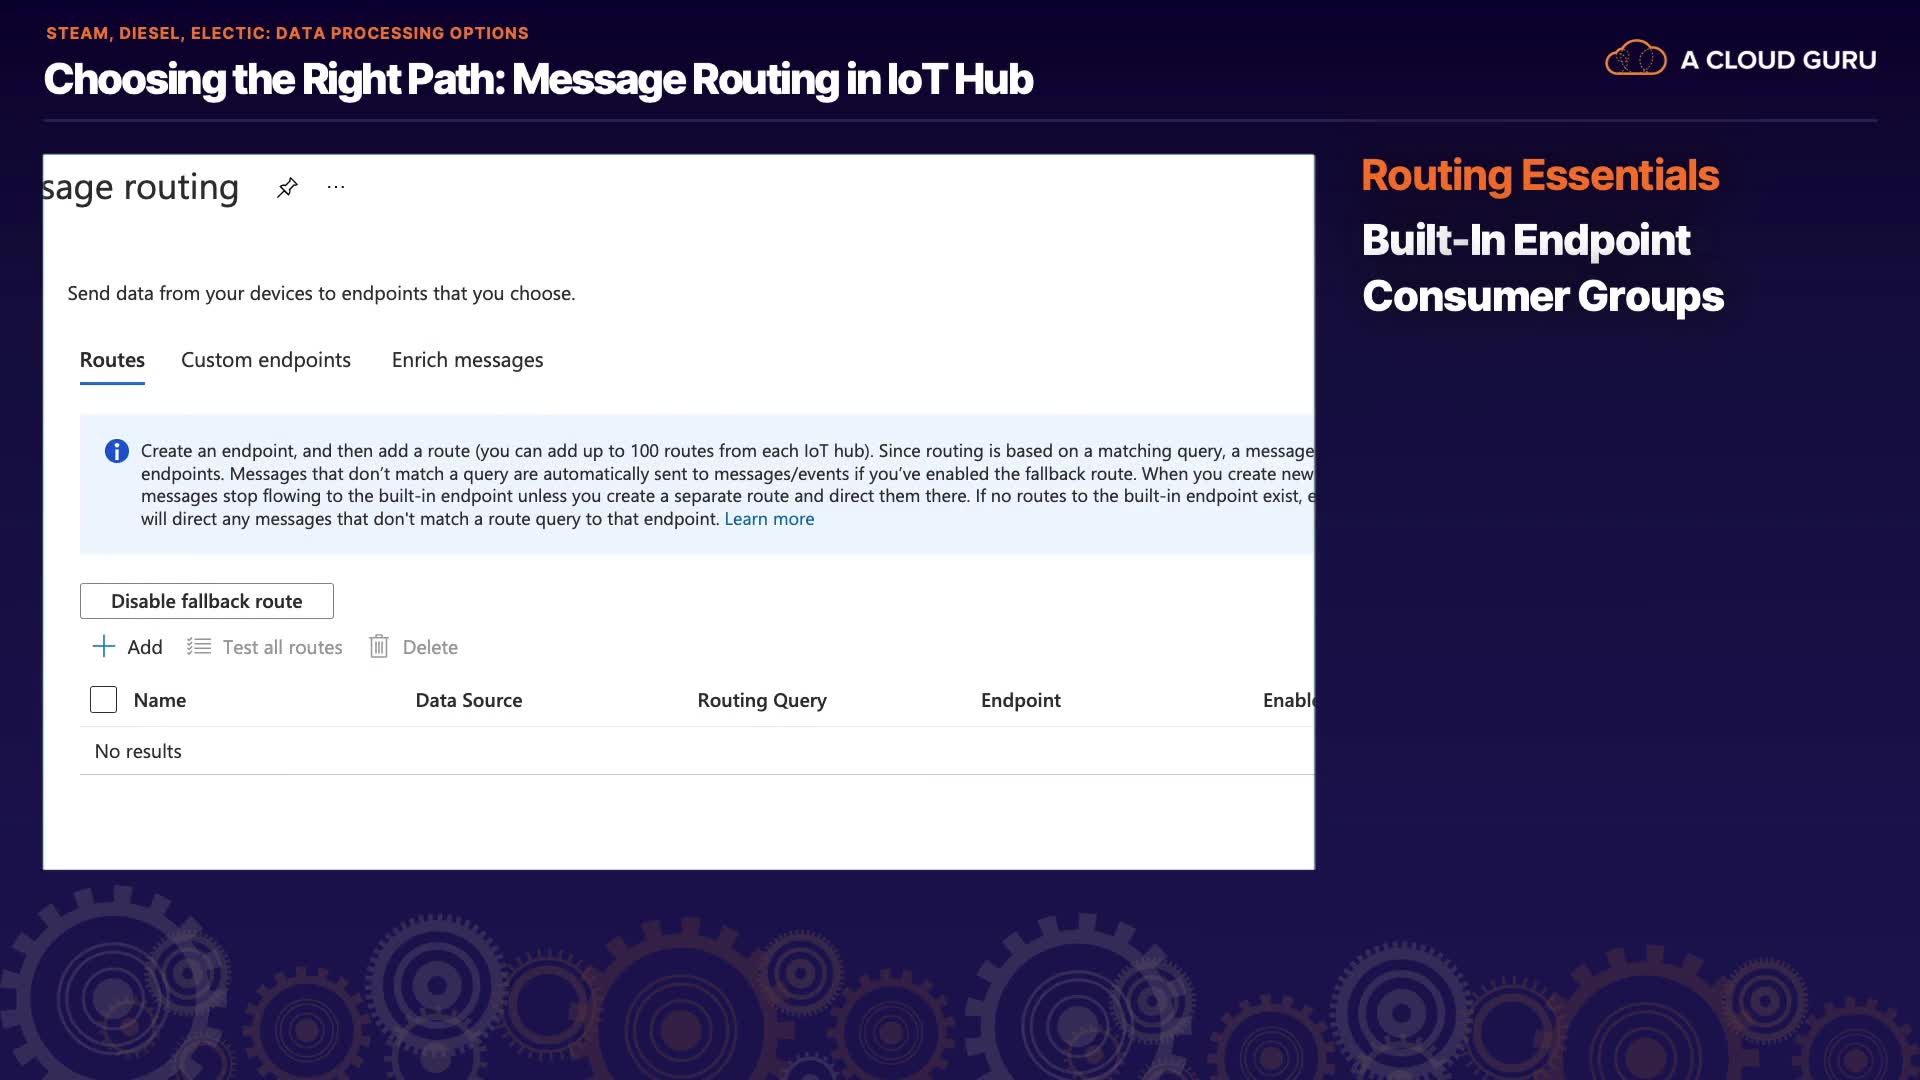 STEAM, DIESEL, ELECTIC: DATA PROCESSING OPTIONS
Choosing the Right Path: Message Routing in IoT Hub
A CLOUD GURU
sage routing
...
Send data from your devices to endpoints that you choose.
Routes Custom endpoints Enrich messages
Create an endpoint, and then add a route (you can add up to 100 routes from each IoT hub). Since routing is based on a matching query, a message
endpoints. Messages that don’t match a query are automatically sent to messages/events if you’ve enabled the fallback route. When you create new
messages stop flowing to the built-in endpoint unless you create a separate route and direct them there. If no routes to the built-in endpoint exist, e
will direct any messages that don't match a route query to that endpoint. Learn more
Disable fallback route
Add Test all routes Delete
Name Data Source Routing Query Endpoint Enable
No results
Routing Essentials
Built-In Endpoint
Consumer Groups